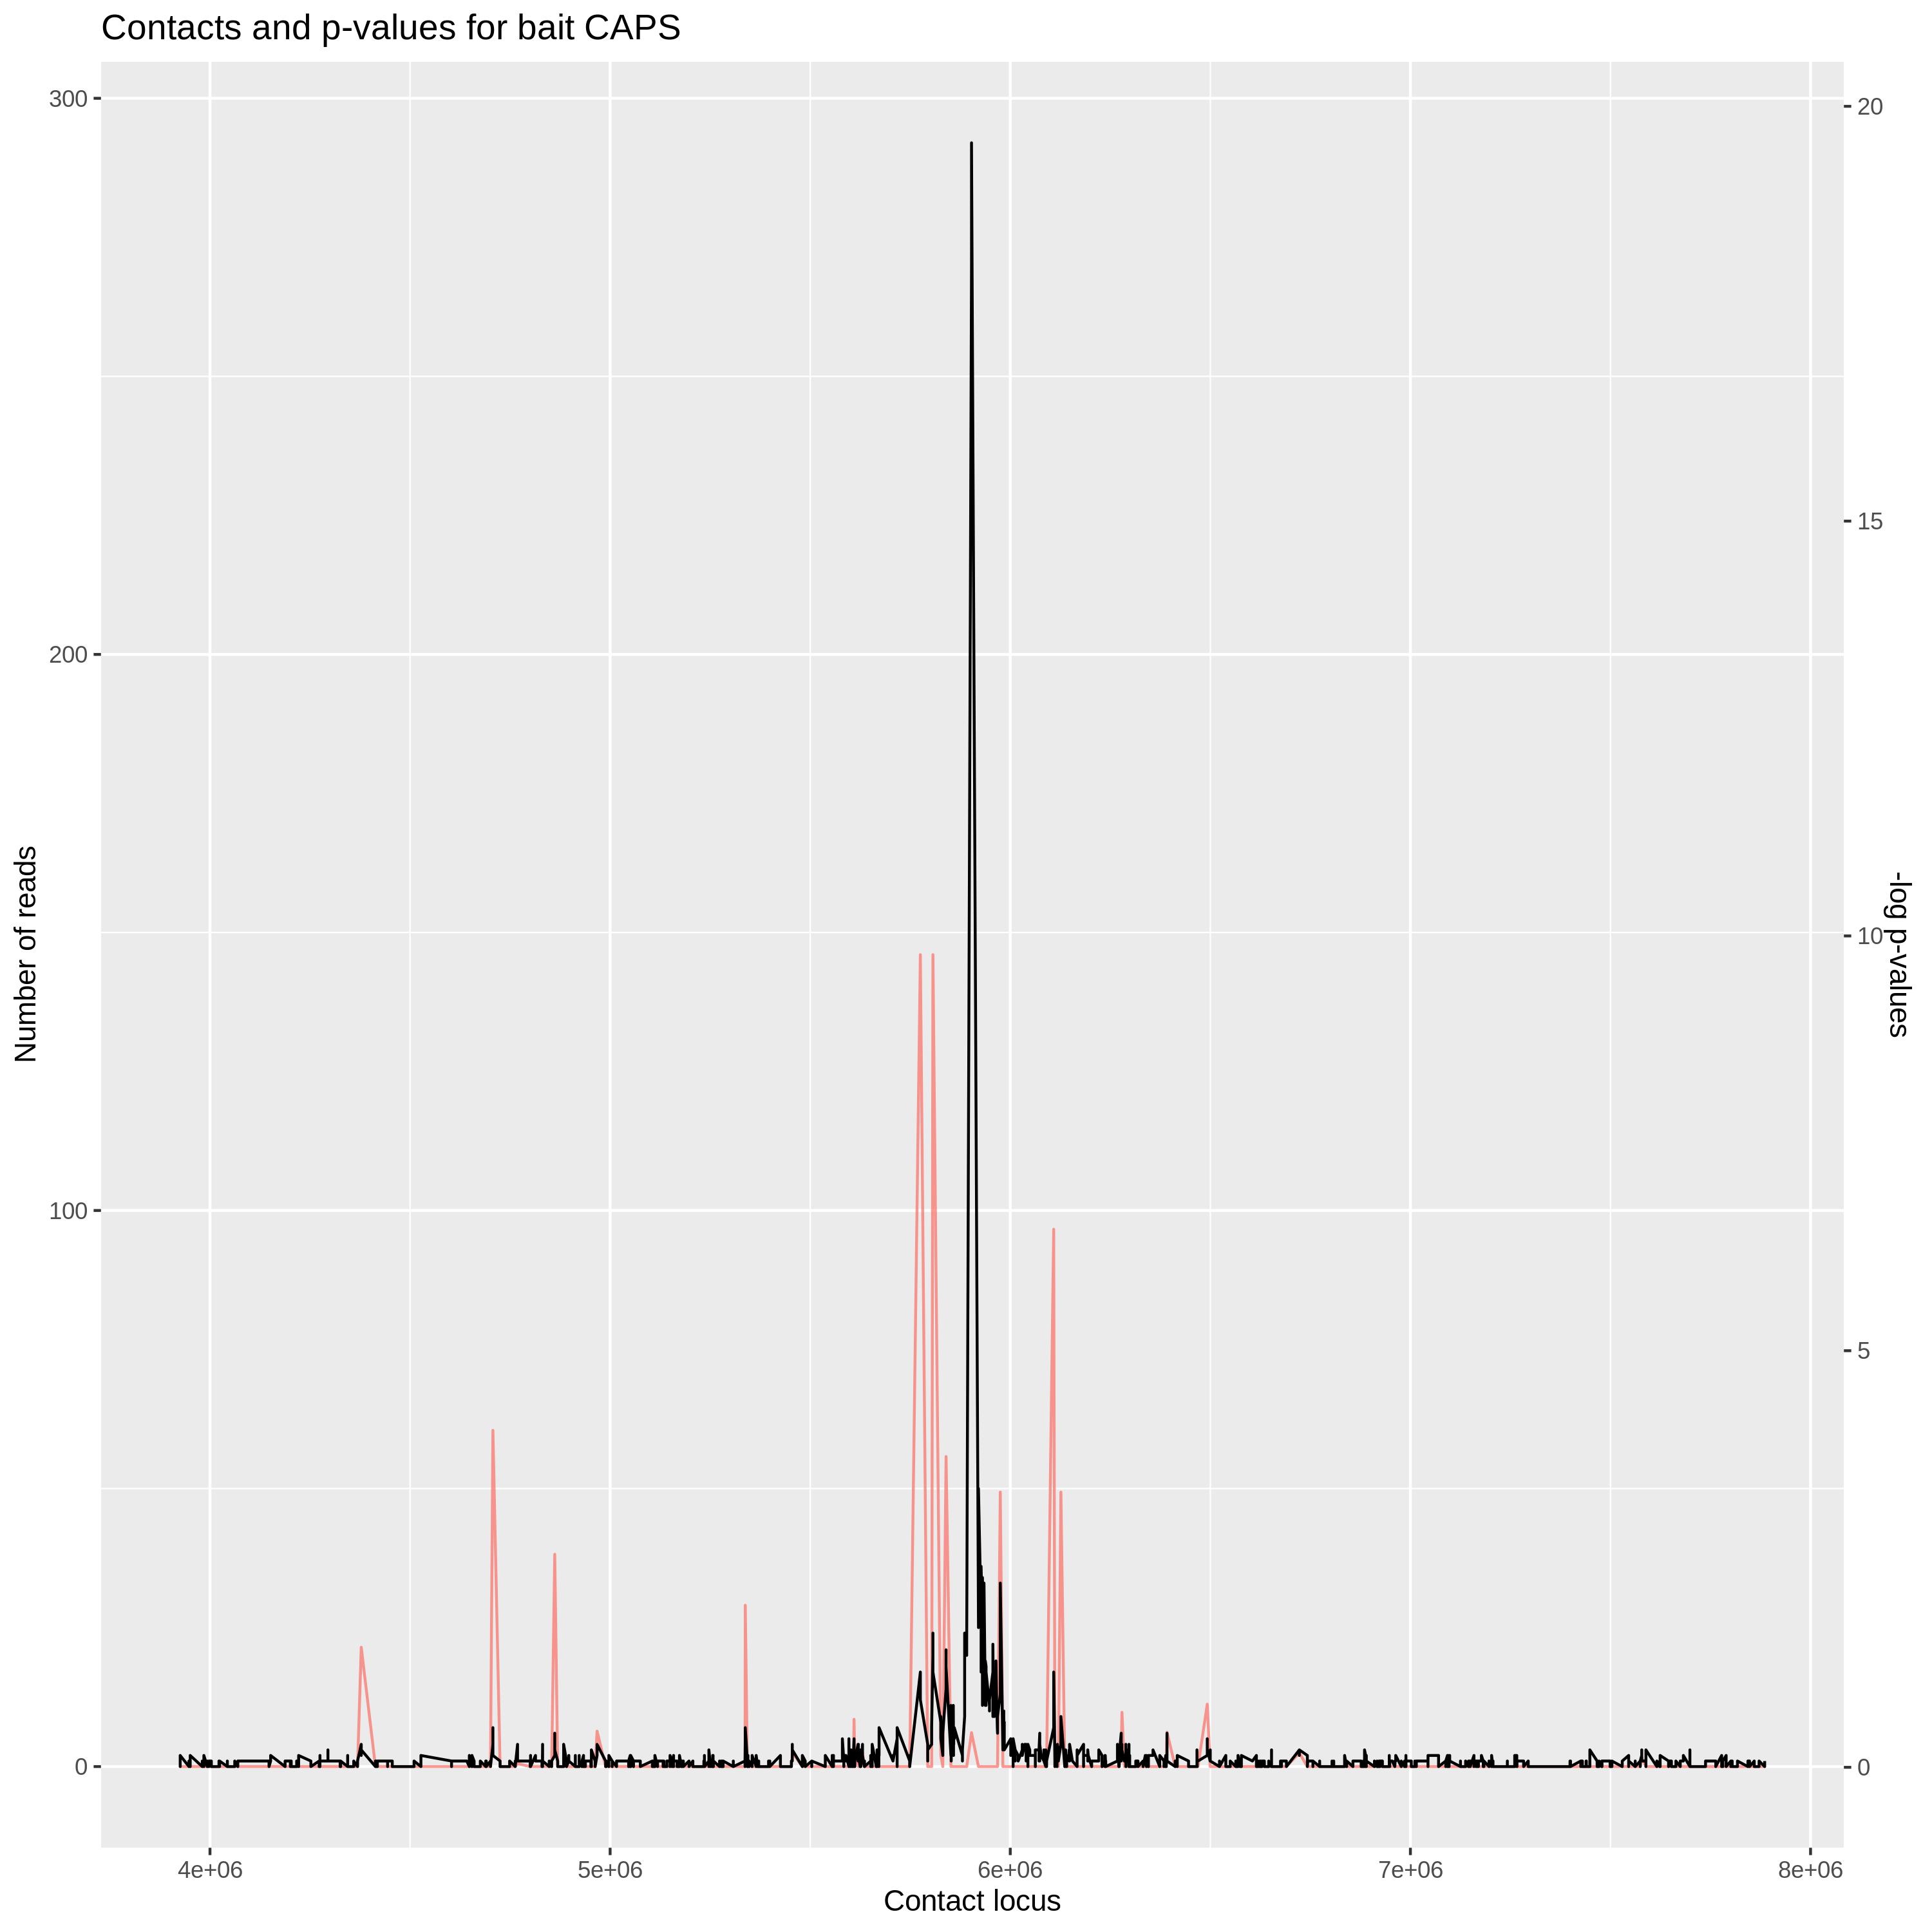 Contacts and p-values for bait CAPS
300
200
100
0
Number of reads
20
15
10
5
0
-log p-values
4e+06
5e+06
6e+06
7e+06
8e+06
Contact locus